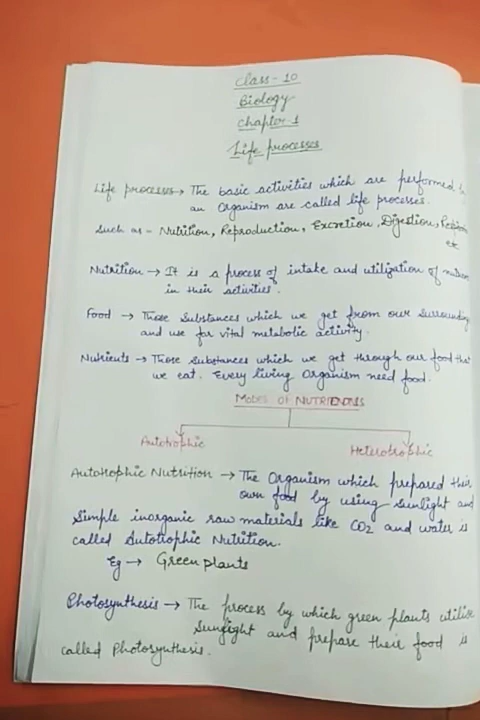 Class - 10
Biology
Chapter-1
Life processes
Life processes → The basic activities which are performed
an Organism are called life processes.
Such as - Nutrition, Reproduction, Excretion, Digestion,
etc
Nutrition → It is a process of intake and utilization of
in their activities.
Food → Those Substances which we get from our Surrounding
and use for vital metabolic activity.
Nutrients → Those Substances which we get through our food
we eat. Every living Organism need food.
Modes of
Autotrophic Heterotrophic
Autotrophic Nutrition → The Organism which prepared their
own food by using Sunlight and
Simple inorganic raw materials like CO2 and water is
called Autotrophic Nutrition.
Eg → Green plants
Photosynthesis → The process by which green plants utilise
Sunlight and prepare their food is
called Photosynthesis.